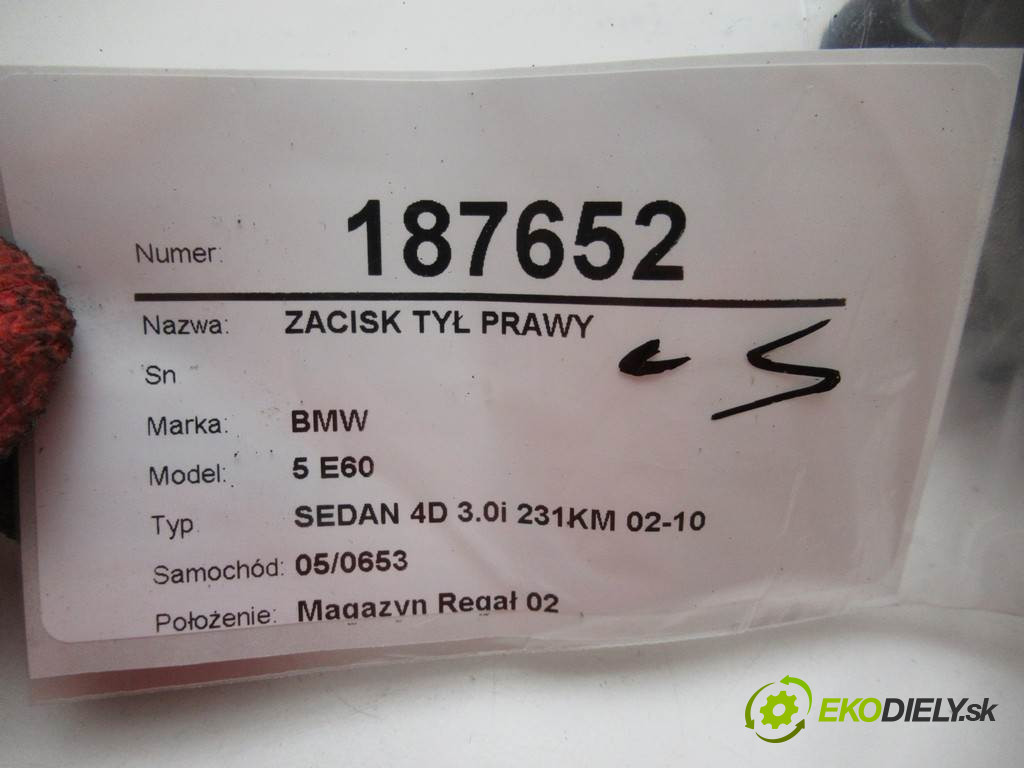 Numer: 187652
Nazwa: ZACISK TYŁ PRAWY
Sn
Marka: BMW
Model: 5 E60
Typ SEDAN 4D 3.0i 231KM 02-10
Samochód: 05/0653
Położenie: Magazyn Regał 02
EKODIELY.sk